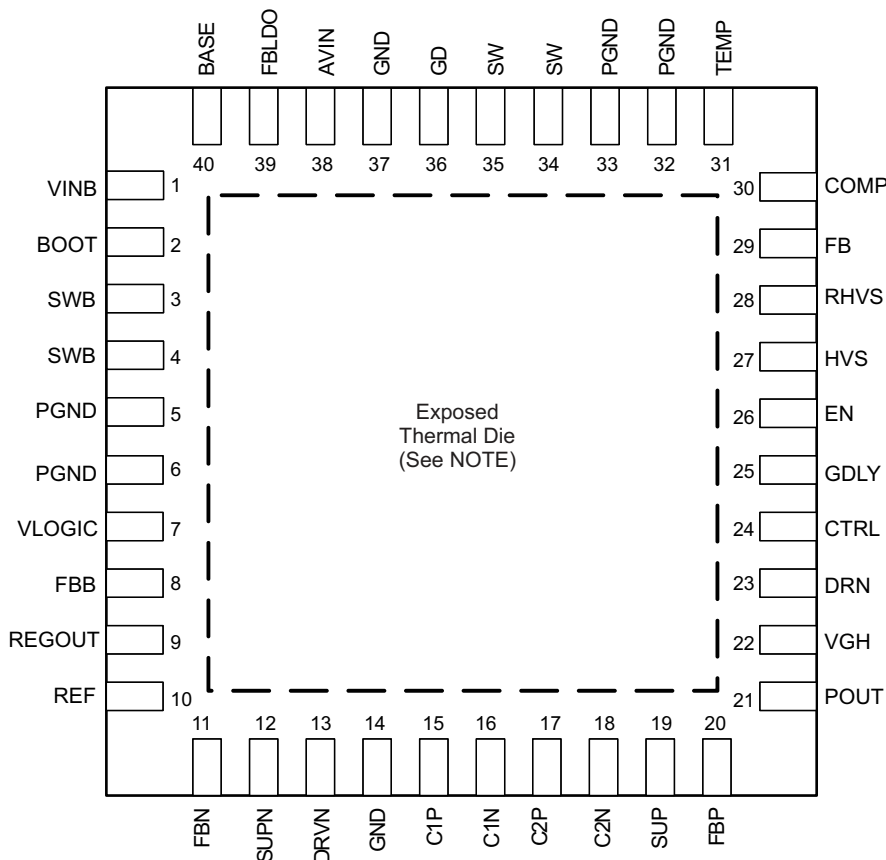 BASE
FBLDO
AVIN
GND
GD
SW
SW
PGND
PGND
TEMP
40
39
38
37
36
35
34
33
32
31
VINB 1
BOOT 2
SWB 3
SWB 4
PGND 5
PGND 6
VLOGIC 7
FBB 8
REGOUT 9
REF 10
Exposed
Thermal Die
(See NOTE)
30 COMP
29 FB
28 RHVS
27 HVS
26 EN
25 GDLY
24 CTRL
23 DRN
22 VGH
21 POUT
11
12
13
14
15
16
17
18
19
20
FBN
SUPN
DRVN
GND
C1P
C1N
C2P
C2N
SUP
FBP